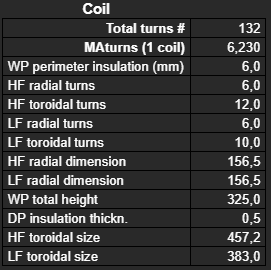 Coil
Total turns # 132
MAturns (1 coil) 6,230
WP perimeter insulation (mm) 6,0
HF radial turns 6,0
HF toroidal turns 12,0
LF radial turns 6,0
LF toroidal turns 10,0
HF radial dimension 156,5
LF radial dimension 156,5
WP total height 325,0
DP insulation thickn. 0,5
HF toroidal size 457,2
LF toroidal size 383,0